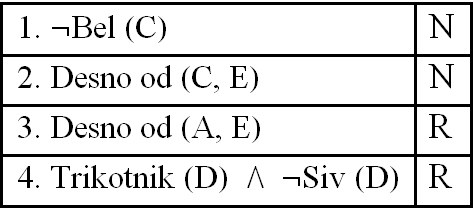 1. ¬Bel (C) N
2. Desno od (C, E) N
3. Desno od (A, E) R
4. Trikotnik (D) ∧ ¬Siv (D) R